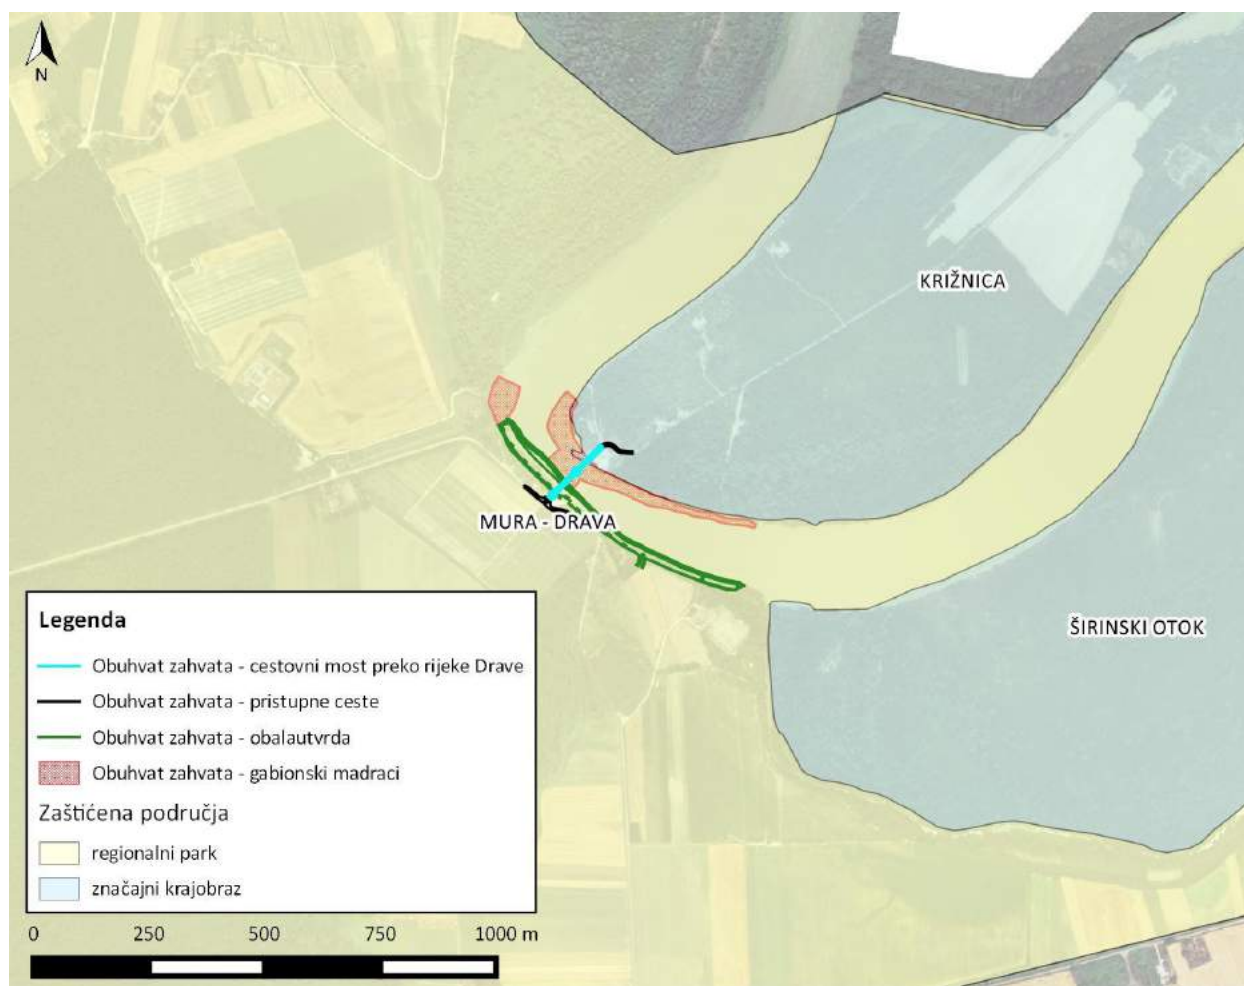 N
KRIŽNICA
MURA - DRAVA
ŠIRINSKI OTOK
Legenda
Obuhvat zahvata - cestovni most preko rijeke Drave
Obuhvat zahvata - pristupne ceste
Obuhvat zahvata - obalautvrda
Obuhvat zahvata - gabionski madraci
Zaštićena područja
regionalni park
značajni krajobraz
0 250 500 750 1000 m